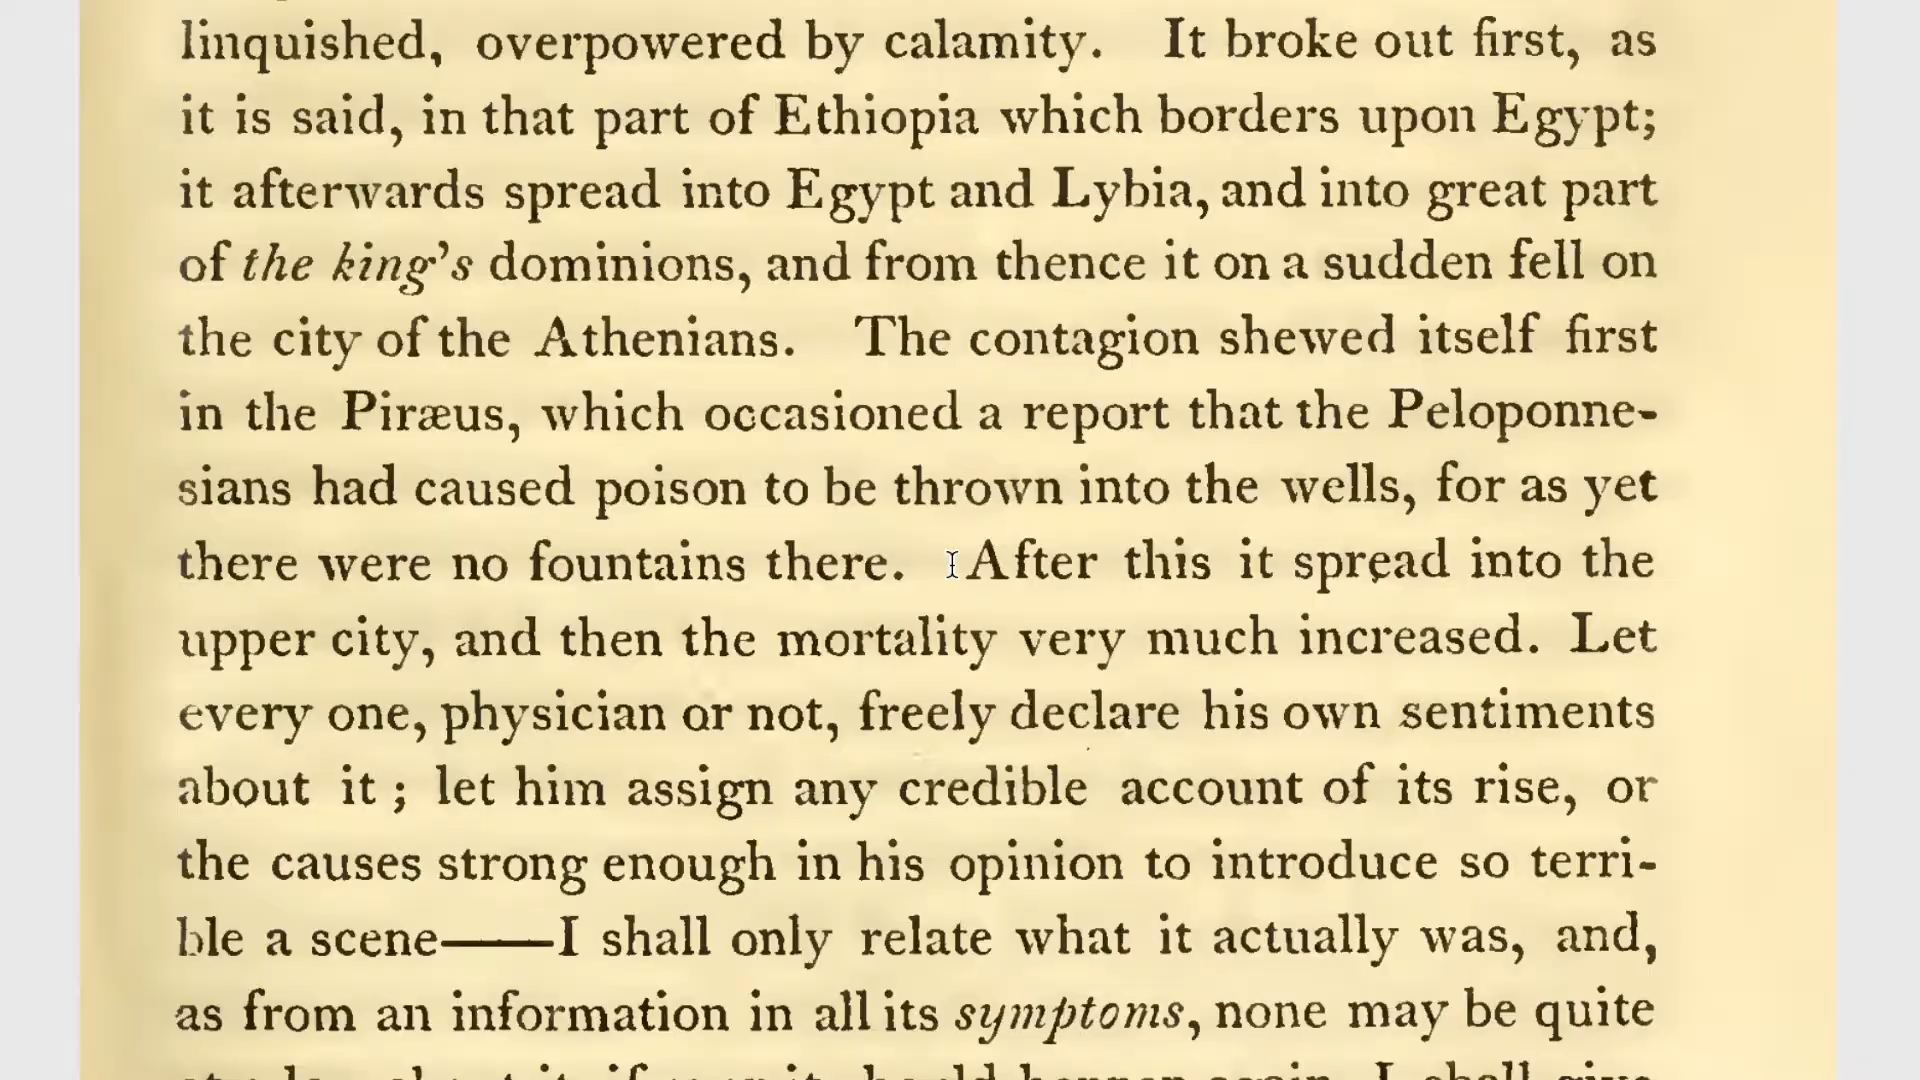 linquished, overpowered by calamity. It broke out first, as
it is said, in that part of Ethiopia which borders upon Egypt;
it afterwards spread into Egypt and Lybia, and into great part
of the king's dominions, and from thence it on a sudden fell on
the city of the Athenians. The contagion shewed itself first
in the Piræus, which occasioned a report that the Peloponne-
sians had caused poison to be thrown into the wells, for as yet
there were no fountains there. After this it spread into the
upper city, and then the mortality very much increased. Let
every one, physician or not, freely declare his own sentiments
about it; let him assign any credible account of its rise, or
the causes strong enough in his opinion to introduce so terri-
ble a scene——I shall only relate what it actually was, and,
as from an information in all its symptoms, none may be quite